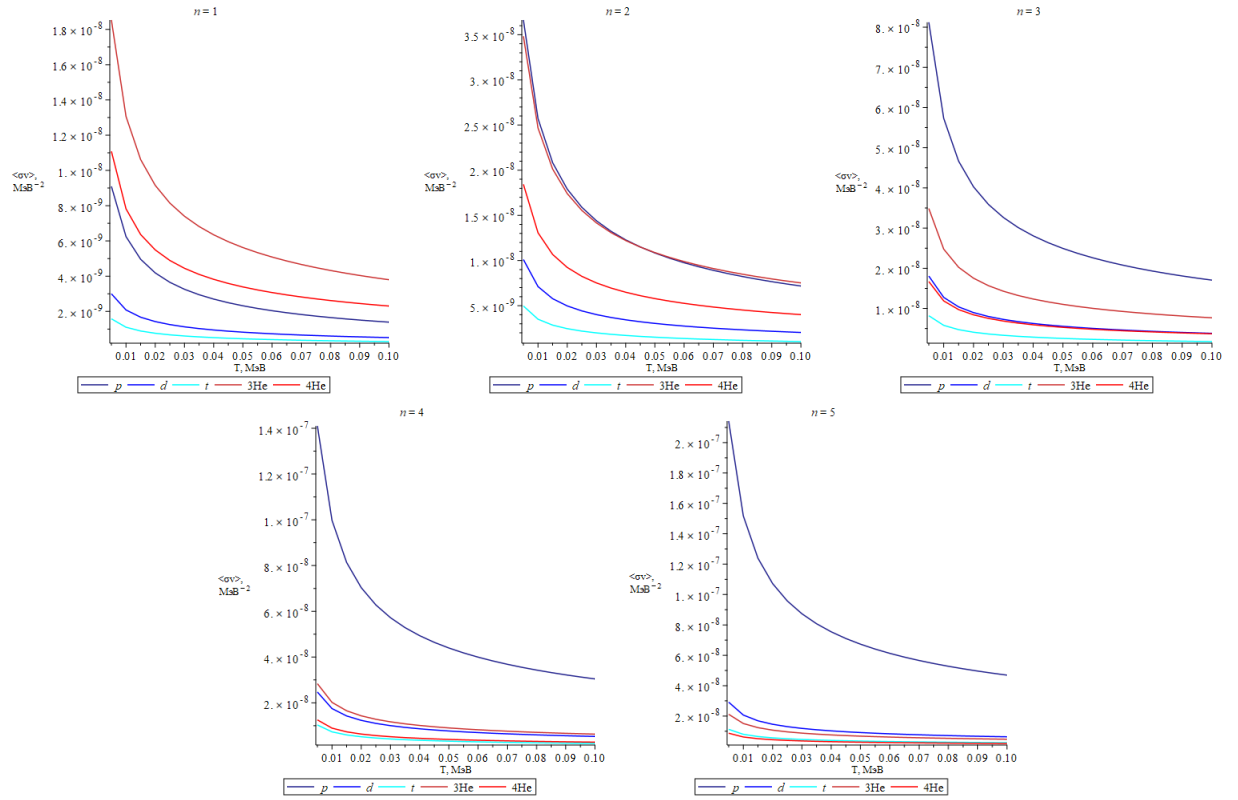 n = 1
1.8 × 10⁻⁸
1.6 × 10⁻⁸
1.4 × 10⁻⁸
1.2 × 10⁻⁸
1. × 10⁻⁸
8. × 10⁻⁹
6. × 10⁻⁹
4. × 10⁻⁹
2. × 10⁻⁹
<σv>,
МэВ⁻²
0.01 0.02 0.03 0.04 0.05 0.06 0.07 0.08 0.09 0.10
T, МэВ
p d t 3He 4He
n = 2
3.5 × 10⁻⁸
3. × 10⁻⁸
2.5 × 10⁻⁸
2. × 10⁻⁸
1.5 × 10⁻⁸
1. × 10⁻⁸
5. × 10⁻⁹
<σv>,
МэВ⁻²
0.01 0.02 0.03 0.04 0.05 0.06 0.07 0.08 0.09 0.10
T, МэВ
p d t 3He 4He
n = 3
8. × 10⁻⁸
7. × 10⁻⁸
6. × 10⁻⁸
5. × 10⁻⁸
4. × 10⁻⁸
3. × 10⁻⁸
2. × 10⁻⁸
1. × 10⁻⁸
<σv>,
МэВ⁻²
0.01 0.02 0.03 0.04 0.05 0.06 0.07 0.08 0.09 0.10
T, МэВ
p d t 3He 4He
n = 4
1.4 × 10⁻⁷
1.2 × 10⁻⁷
1. × 10⁻⁷
8. × 10⁻⁸
6. × 10⁻⁸
4. × 10⁻⁸
2. × 10⁻⁸
<σv>,
МэВ⁻²
0.01 0.02 0.03 0.04 0.05 0.06 0.07 0.08 0.09 0.10
T, МэВ
p d t 3He 4He
n = 5
2. × 10⁻⁷
1.8 × 10⁻⁷
1.6 × 10⁻⁷
1.4 × 10⁻⁷
1.2 × 10⁻⁷
1. × 10⁻⁷
8. × 10⁻⁸
6. × 10⁻⁸
4. × 10⁻⁸
2. × 10⁻⁸
<σv>,
МэВ⁻²
0.01 0.02 0.03 0.04 0.05 0.06 0.07 0.08 0.09 0.10
T, МэВ
p d t 3He 4He